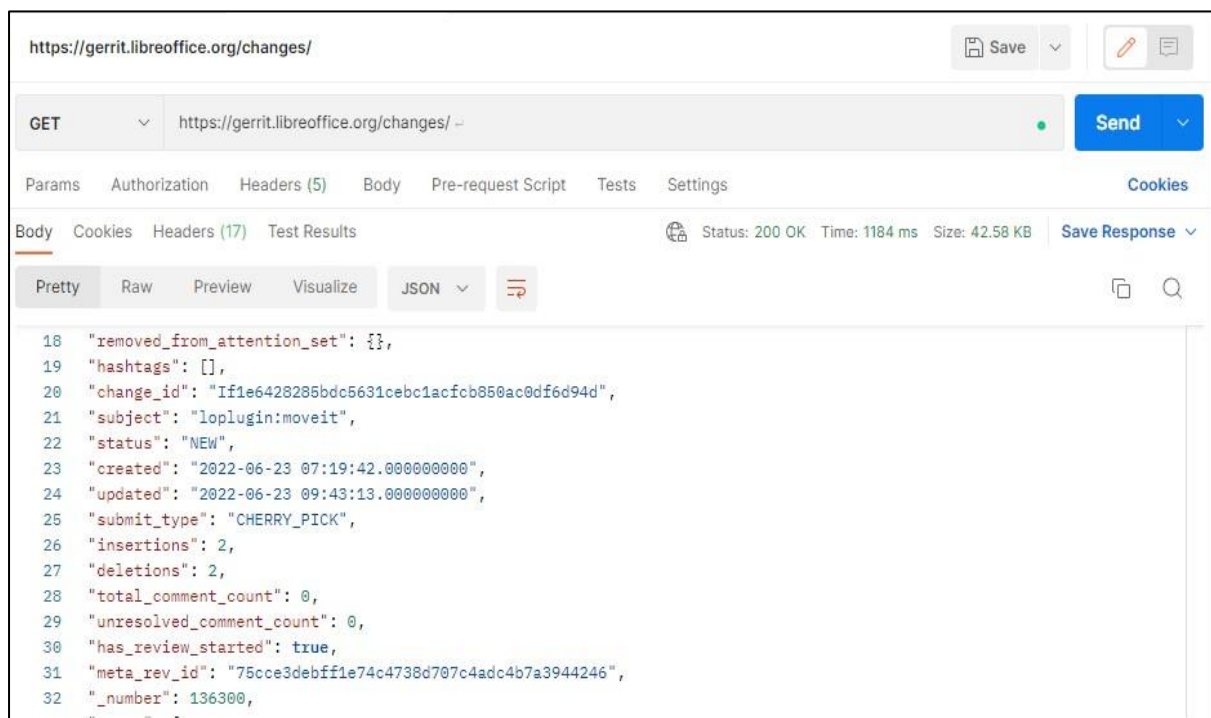 https://gerrit.libreoffice.org/changes/ Save
GET https://gerrit.libreoffice.org/changes/ Send
Params Authorization Headers (5) Body Pre-request Script Tests Settings Cookies
Body Cookies Headers (17) Test Results Status: 200 OK Time: 1184 ms Size: 42.58 KB Save Response
Pretty Raw Preview Visualize JSON
18 "removed_from_attention_set": {},
19 "hashtags": [],
20 "change_id": "If1e6428285bdc5631cebc1acfcb850ac0df6d94d",
21 "subject": "loplugin:moveit",
22 "status": "NEW",
23 "created": "2022-06-23 07:19:42.000000000",
24 "updated": "2022-06-23 09:43:13.000000000",
25 "submit_type": "CHERRY_PICK",
26 "insertions": 2,
27 "deletions": 2,
28 "total_comment_count": 0,
29 "unresolved_comment_count": 0,
30 "has_review_started": true,
31 "meta_rev_id": "75cce3debff1e74c4738d707c4adc4b7a3944246",
32 "_number": 136300,